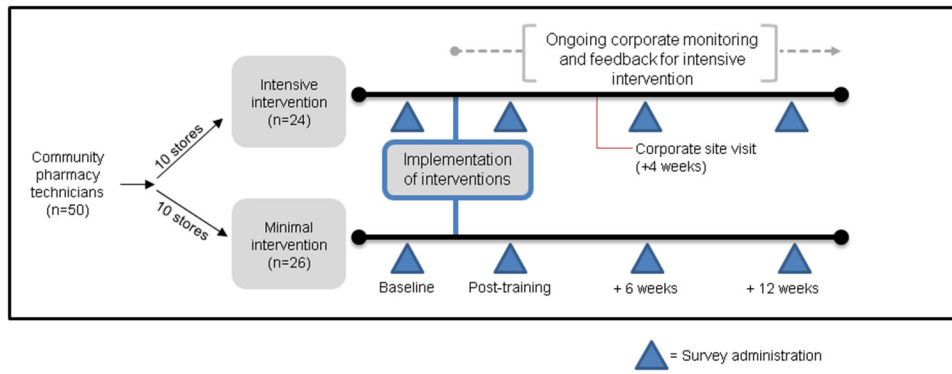 Ongoing corporate monitoring
and feedback for intensive
intervention
Intensive
intervention
(n=24)
10 stores
Community
pharmacy
technicians
(n=50)
10 stores
Implementation
of interventions
Corporate site visit
(+4 weeks)
Minimal
intervention
(n=26)
Baseline
Post-training
+ 6 weeks
+ 12 weeks
= Survey administration